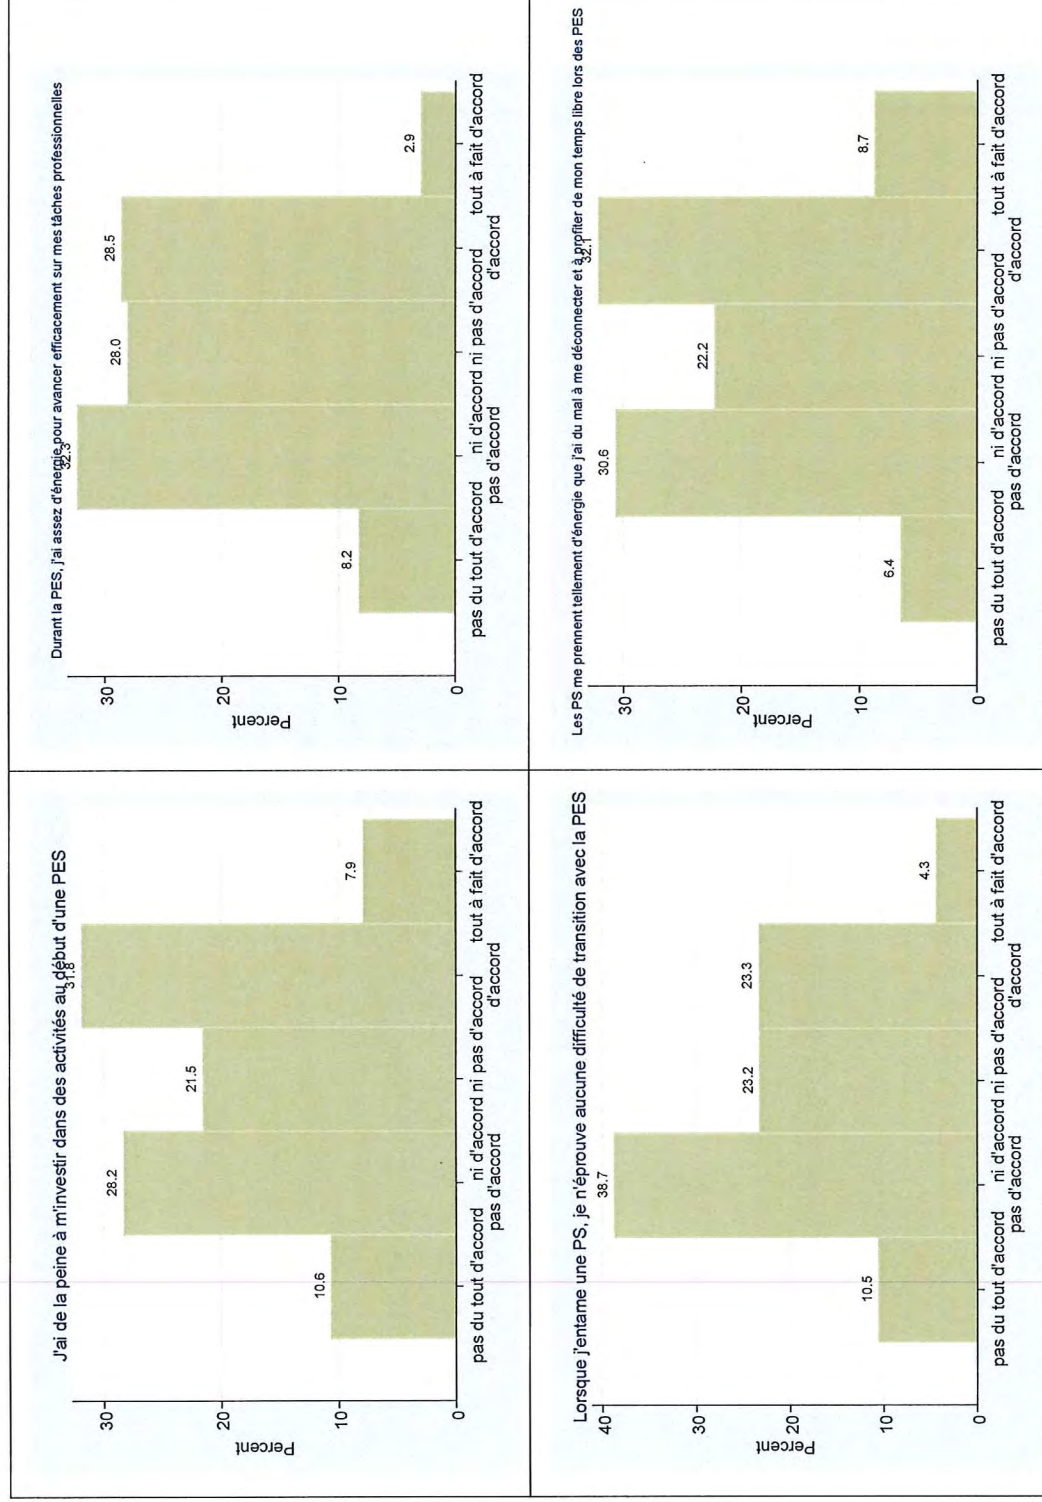 J'ai de la peine à m'investir dans des activités au début d'une PES
Percent
30
20
10
0
10.6
28.2
21.5
31.8
7.9
pas du tout d'accord ni d'accord ni pas d'accord tout à fait d'accord
pas d'accord d'accord
Durant la PES, j'ai assez d'énergie pour avancer efficacement sur mes tâches professionnelles
Percent
30
20
10
0
8.2
32.3
28.0
28.5
2.9
pas du tout d'accord ni d'accord ni pas d'accord tout à fait d'accord
pas d'accord d'accord
Lorsque j'entame une PS, je n'éprouve aucune difficulté de transition avec la PES
Percent
40
30
20
10
0
10.5
38.7
23.2
23.3
4.3
pas du tout d'accord ni d'accord ni pas d'accord tout à fait d'accord
pas d'accord d'accord
Les PS me prennent tellement d'énergie que j'ai du mal à me déconnecter et à profiter de mon temps libre lors des PES
Percent
30
20
10
0
6.4
30.6
22.2
32.1
8.7
pas du tout d'accord ni d'accord ni pas d'accord tout à fait d'accord
pas d'accord d'accord